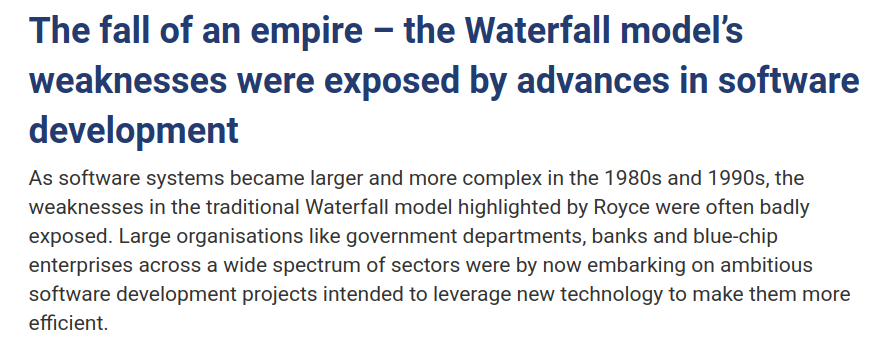 The fall of an empire – the Waterfall model’s
weaknesses were exposed by advances in software
development
As software systems became larger and more complex in the 1980s and 1990s, the
weaknesses in the traditional Waterfall model highlighted by Royce were often badly
exposed. Large organisations like government departments, banks and blue-chip
enterprises across a wide spectrum of sectors were by now embarking on ambitious
software development projects intended to leverage new technology to make them more
efficient.